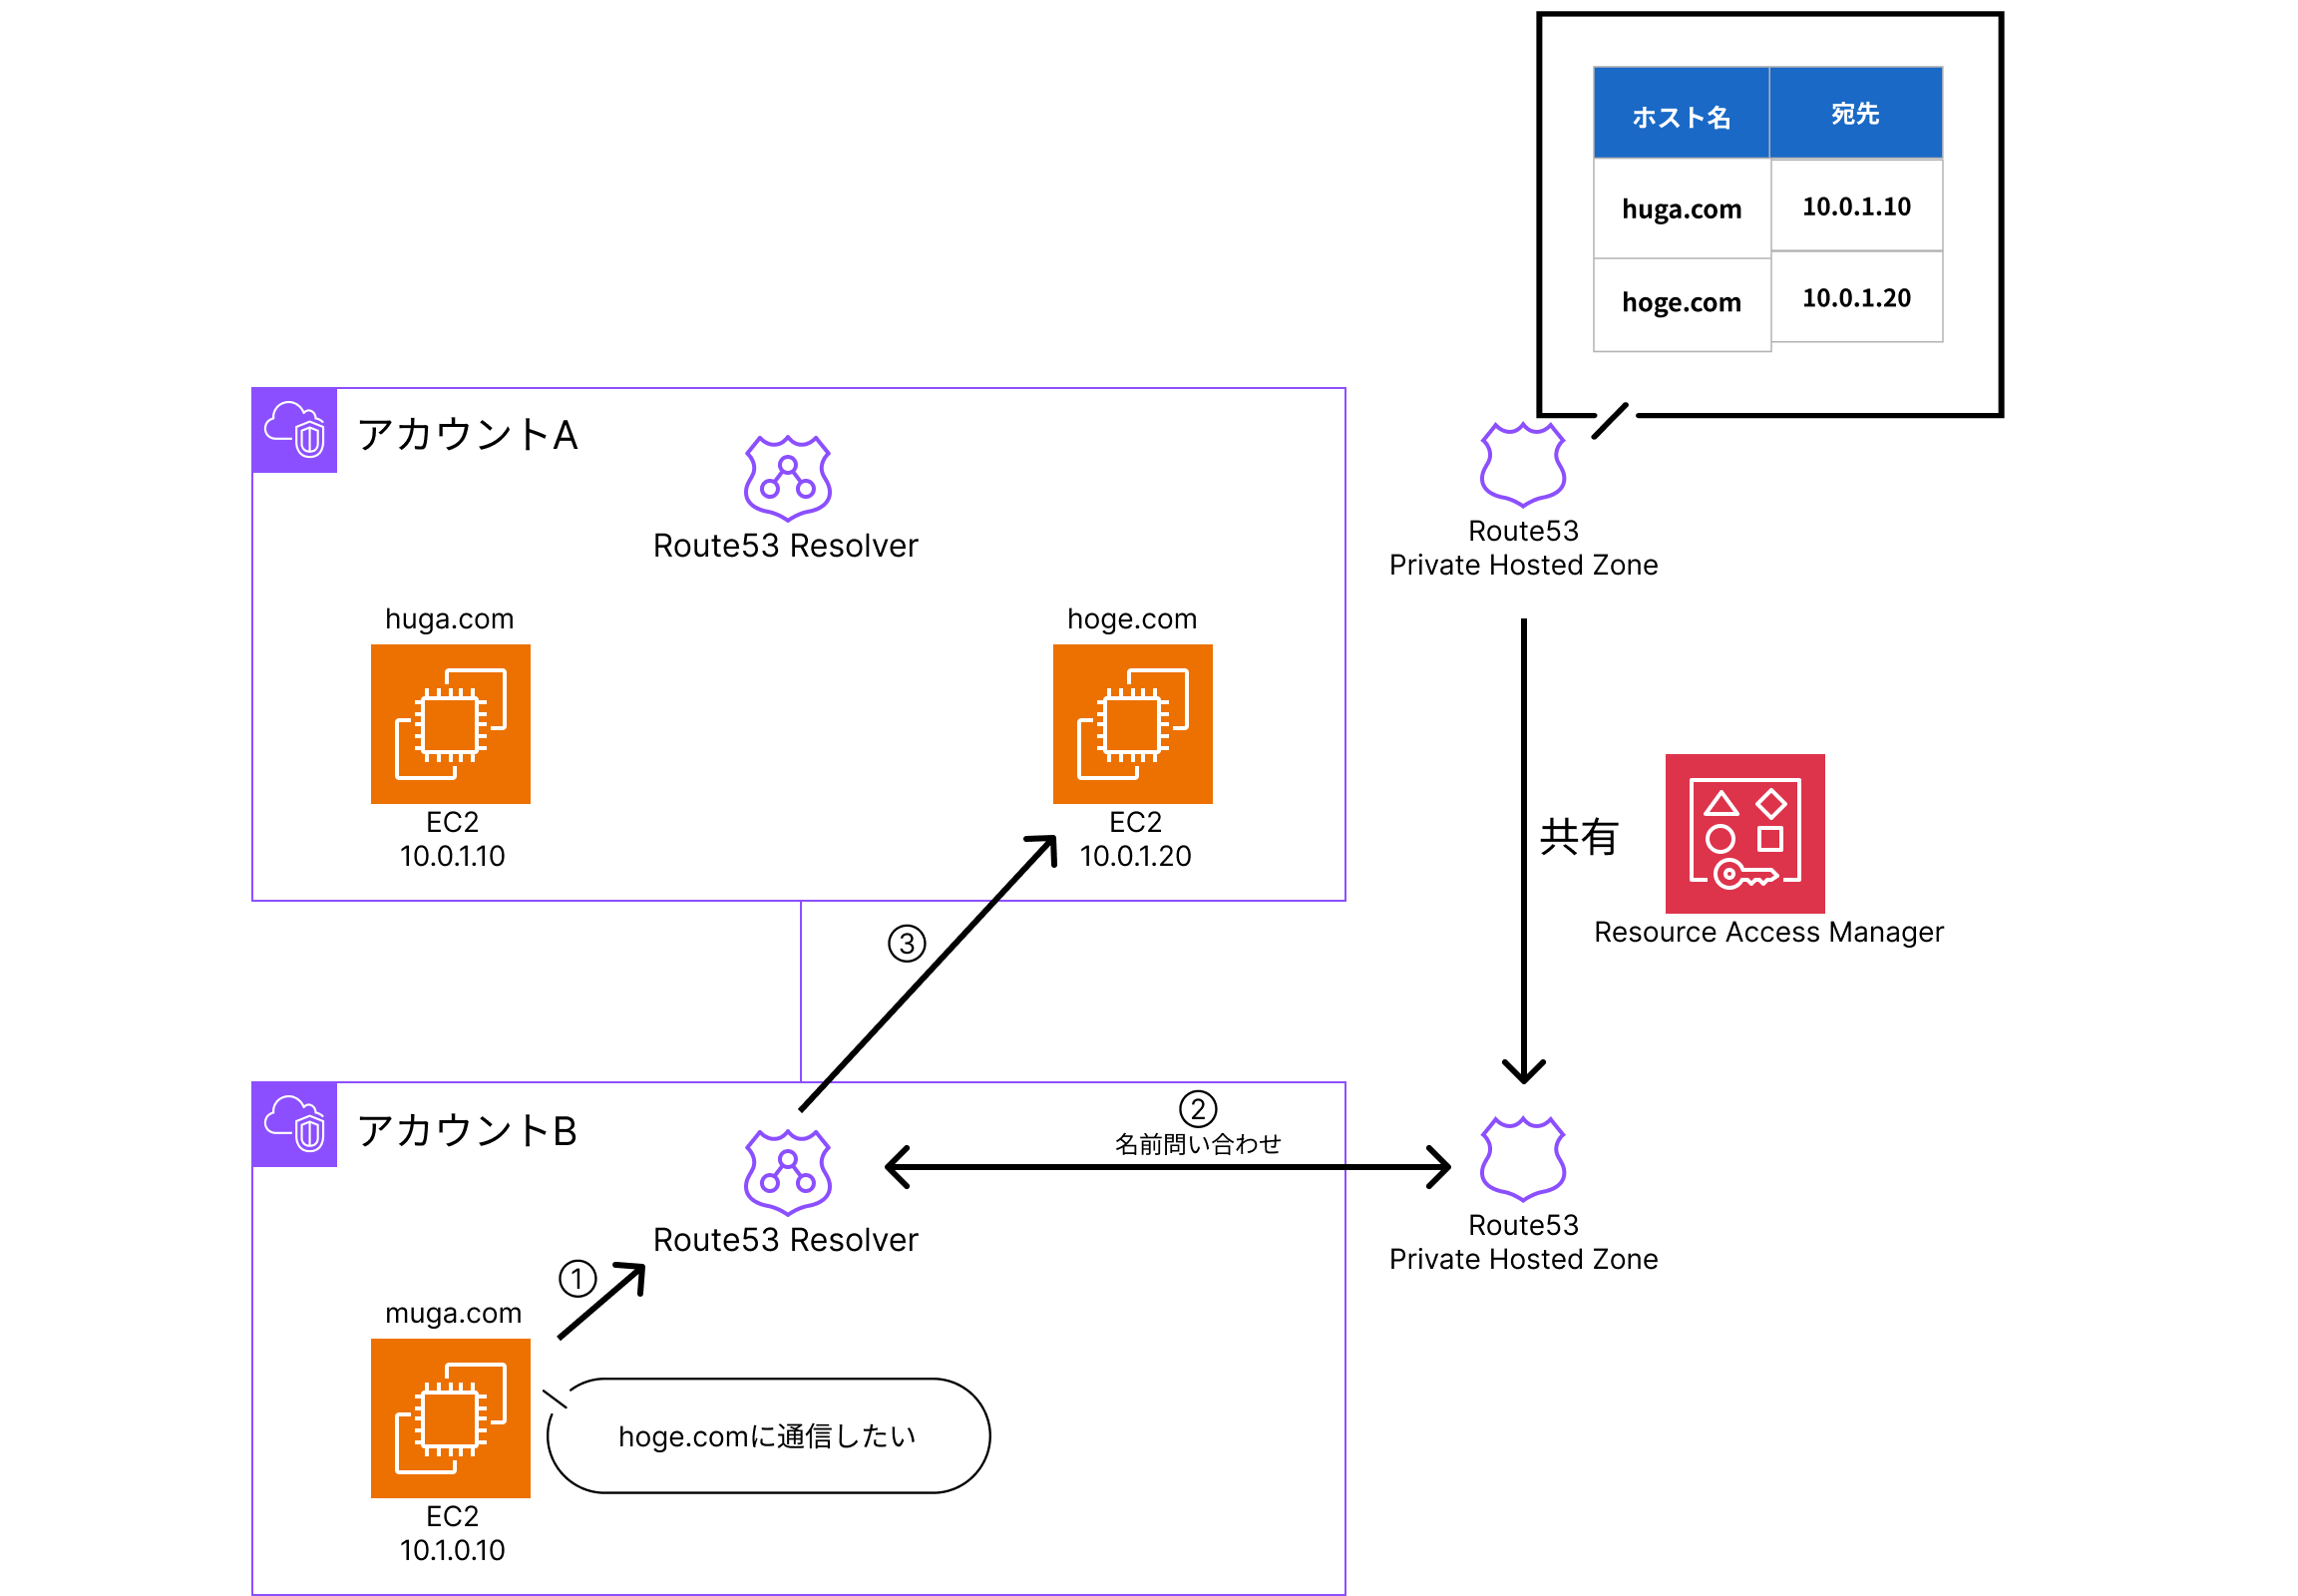 ホスト名
宛先
huga.com
10.0.1.10
hoge.com
10.0.1.20
アカウントA
Route53 Resolver
Route53
Private Hosted Zone
huga.com
hoge.com
EC2
10.0.1.10
EC2
10.0.1.20
共有
Resource Access Manager
③
アカウントB
②
名前問い合わせ
Route53 Resolver
Route53
Private Hosted Zone
①
muga.com
hoge.comに通信したい
EC2
10.1.0.10